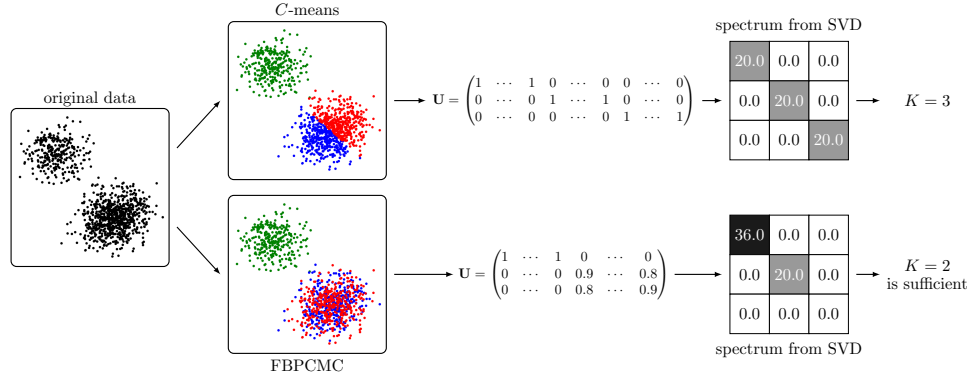 original data
C-means
U = (1 ⋯ 1 0 ⋯ 0 0 ⋯ 0
0 ⋯ 0 1 ⋯ 1 0 ⋯ 0
0 ⋯ 0 0 ⋯ 0 1 ⋯ 1)
spectrum from SVD
20.0 0.0 0.0
0.0 20.0 0.0
0.0 0.0 20.0
K = 3
FBPCMC
U = (1 ⋯ 1 0 ⋯ 0
0 ⋯ 0 0.9 ⋯ 0.8
0 ⋯ 0 0.8 ⋯ 0.9)
36.0 0.0 0.0
0.0 20.0 0.0
0.0 0.0 0.0
spectrum from SVD
K = 2
is sufficient